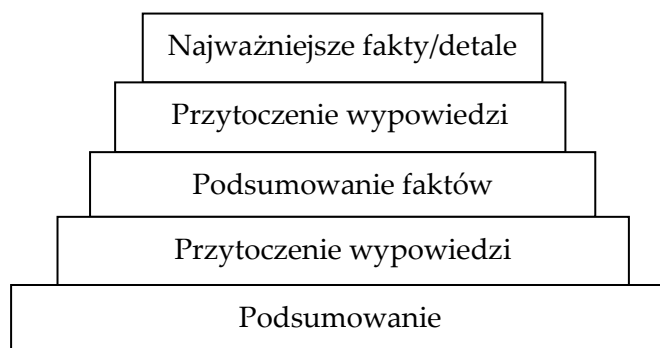 Najważniejsze fakty/detale
Przytoczenie wypowiedzi
Podsumowanie faktów
Przytoczenie wypowiedzi
Podsumowanie